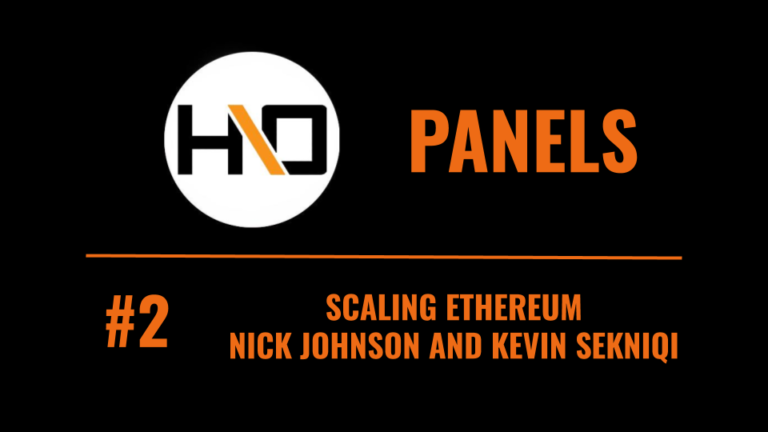 H\O
PANELS
#2
SCALING ETHEREUM
NICK JOHNSON AND KEVIN SEKNIQI